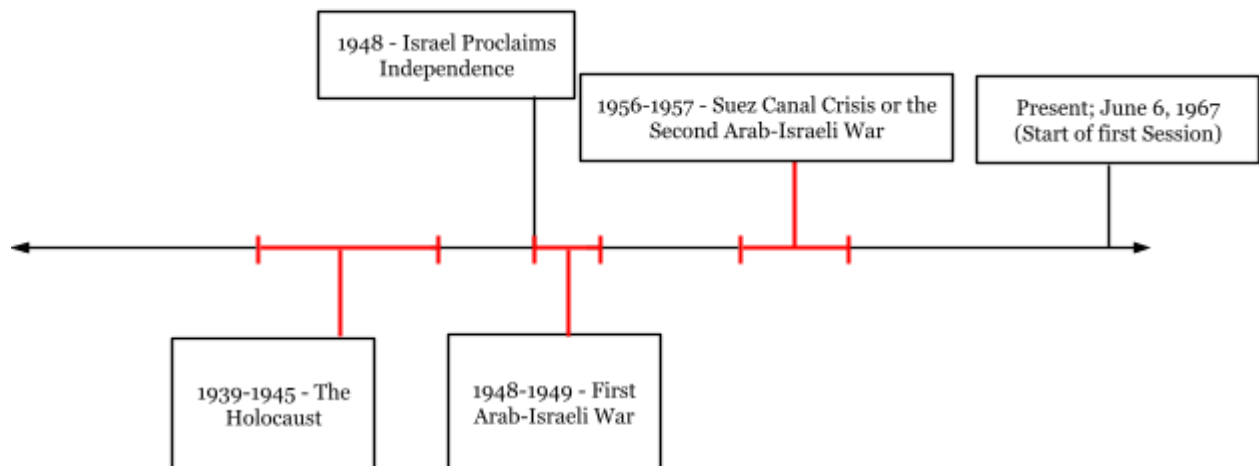 1948 - Israel Proclaims
Independence
1956-1957 - Suez Canal Crisis or the
Second Arab-Israeli War
Present; June 6, 1967
(Start of first Session)
1939-1945 - The
Holocaust
1948-1949 - First
Arab-Israeli War